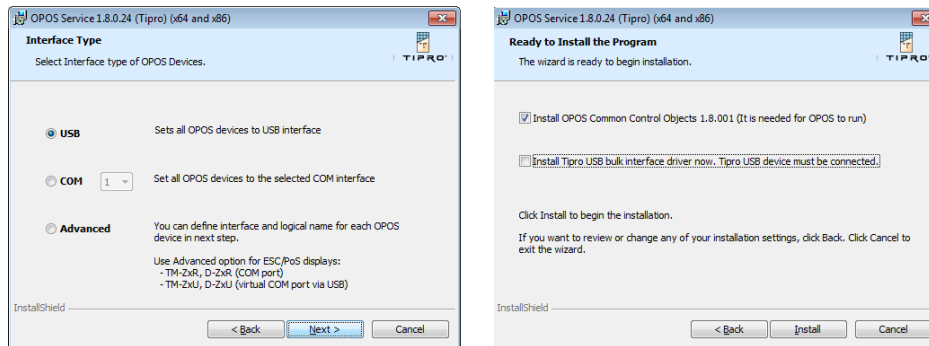 OPOS Service 1.8.0.24 (Tipro) (x64 and x86)
Interface Type
Select Interface type of OPOS Devices.
TIPRO
USB
Sets all OPOS devices to USB interface
COM
1
Set all OPOS devices to the selected COM interface
Advanced
You can define interface and logical name for each OPOS
device in next step.
Use Advanced option for ESC/PoS displays:
- TM-ZxR, D-ZxR (COM port)
- TM-ZxU, D-ZxU (virtual COM port via USB)
InstallShield
< Back
Next >
Cancel
OPOS Service 1.8.0.24 (Tipro) (x64 and x86)
Ready to Install the Program
The wizard is ready to begin installation.
TIPRO
Install OPOS Common Control Objects 1.8.001 (It is needed for OPOS to run)
Install Tipro USB bulk interface driver now. Tipro USB device must be connected.
Click Install to begin the installation.
If you want to review or change any of your installation settings, click Back. Click Cancel to
exit the wizard.
InstallShield
< Back
Install
Cancel